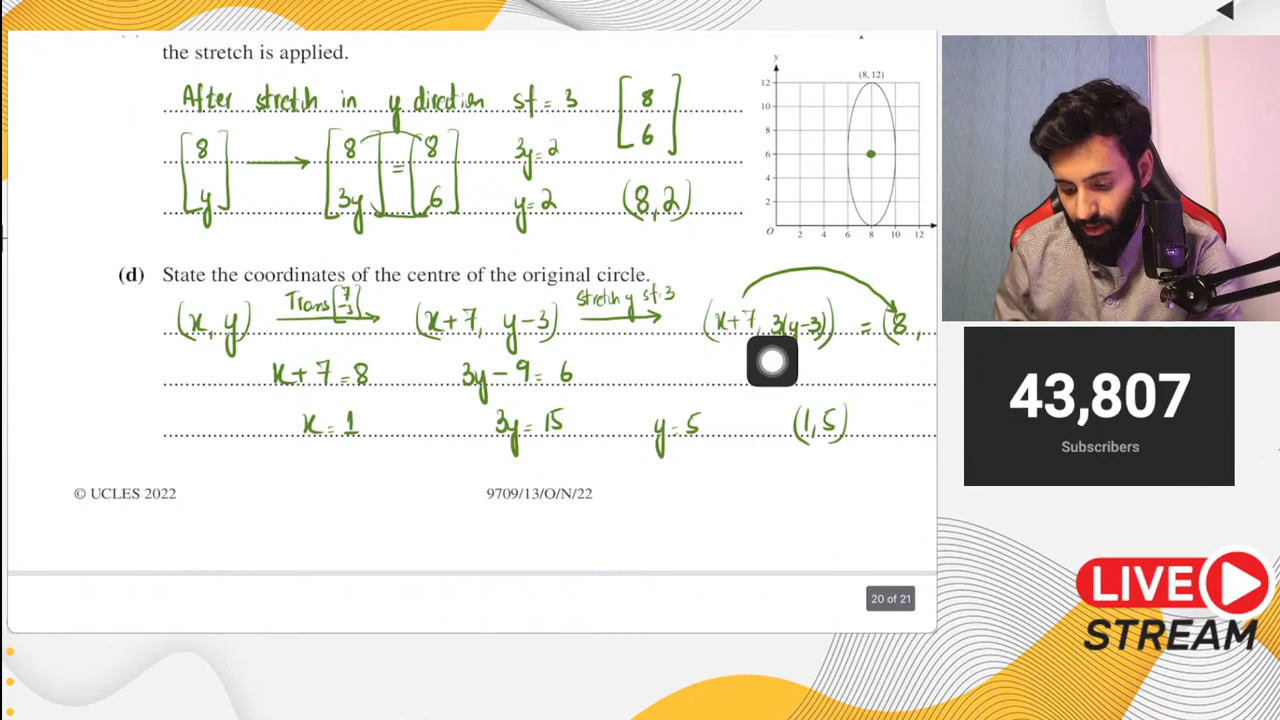 the stretch is applied.
After stretch in y direction sf = 3
[8 y] → [8 3y] = [8 6]
3y = 2
y = 2
[8 6]
(8, 2)
y
(8, 12)
12
10
8
6
4
2
O 2 4 6 8 10 12
(d) State the coordinates of the centre of the original circle.
(x, y) Trans [7 -3] → (x+7, y-3) stretch y sf. 3 → (x+7, 3(y-3)) = (8,
x + 7 = 8 3y - 9 = 6
x = 1 3y = 15 y = 5 (1, 5)
© UCLES 2022 9709/13/O/N/22
20 of 21
43,807
Subscribers
LIVE
STREAM